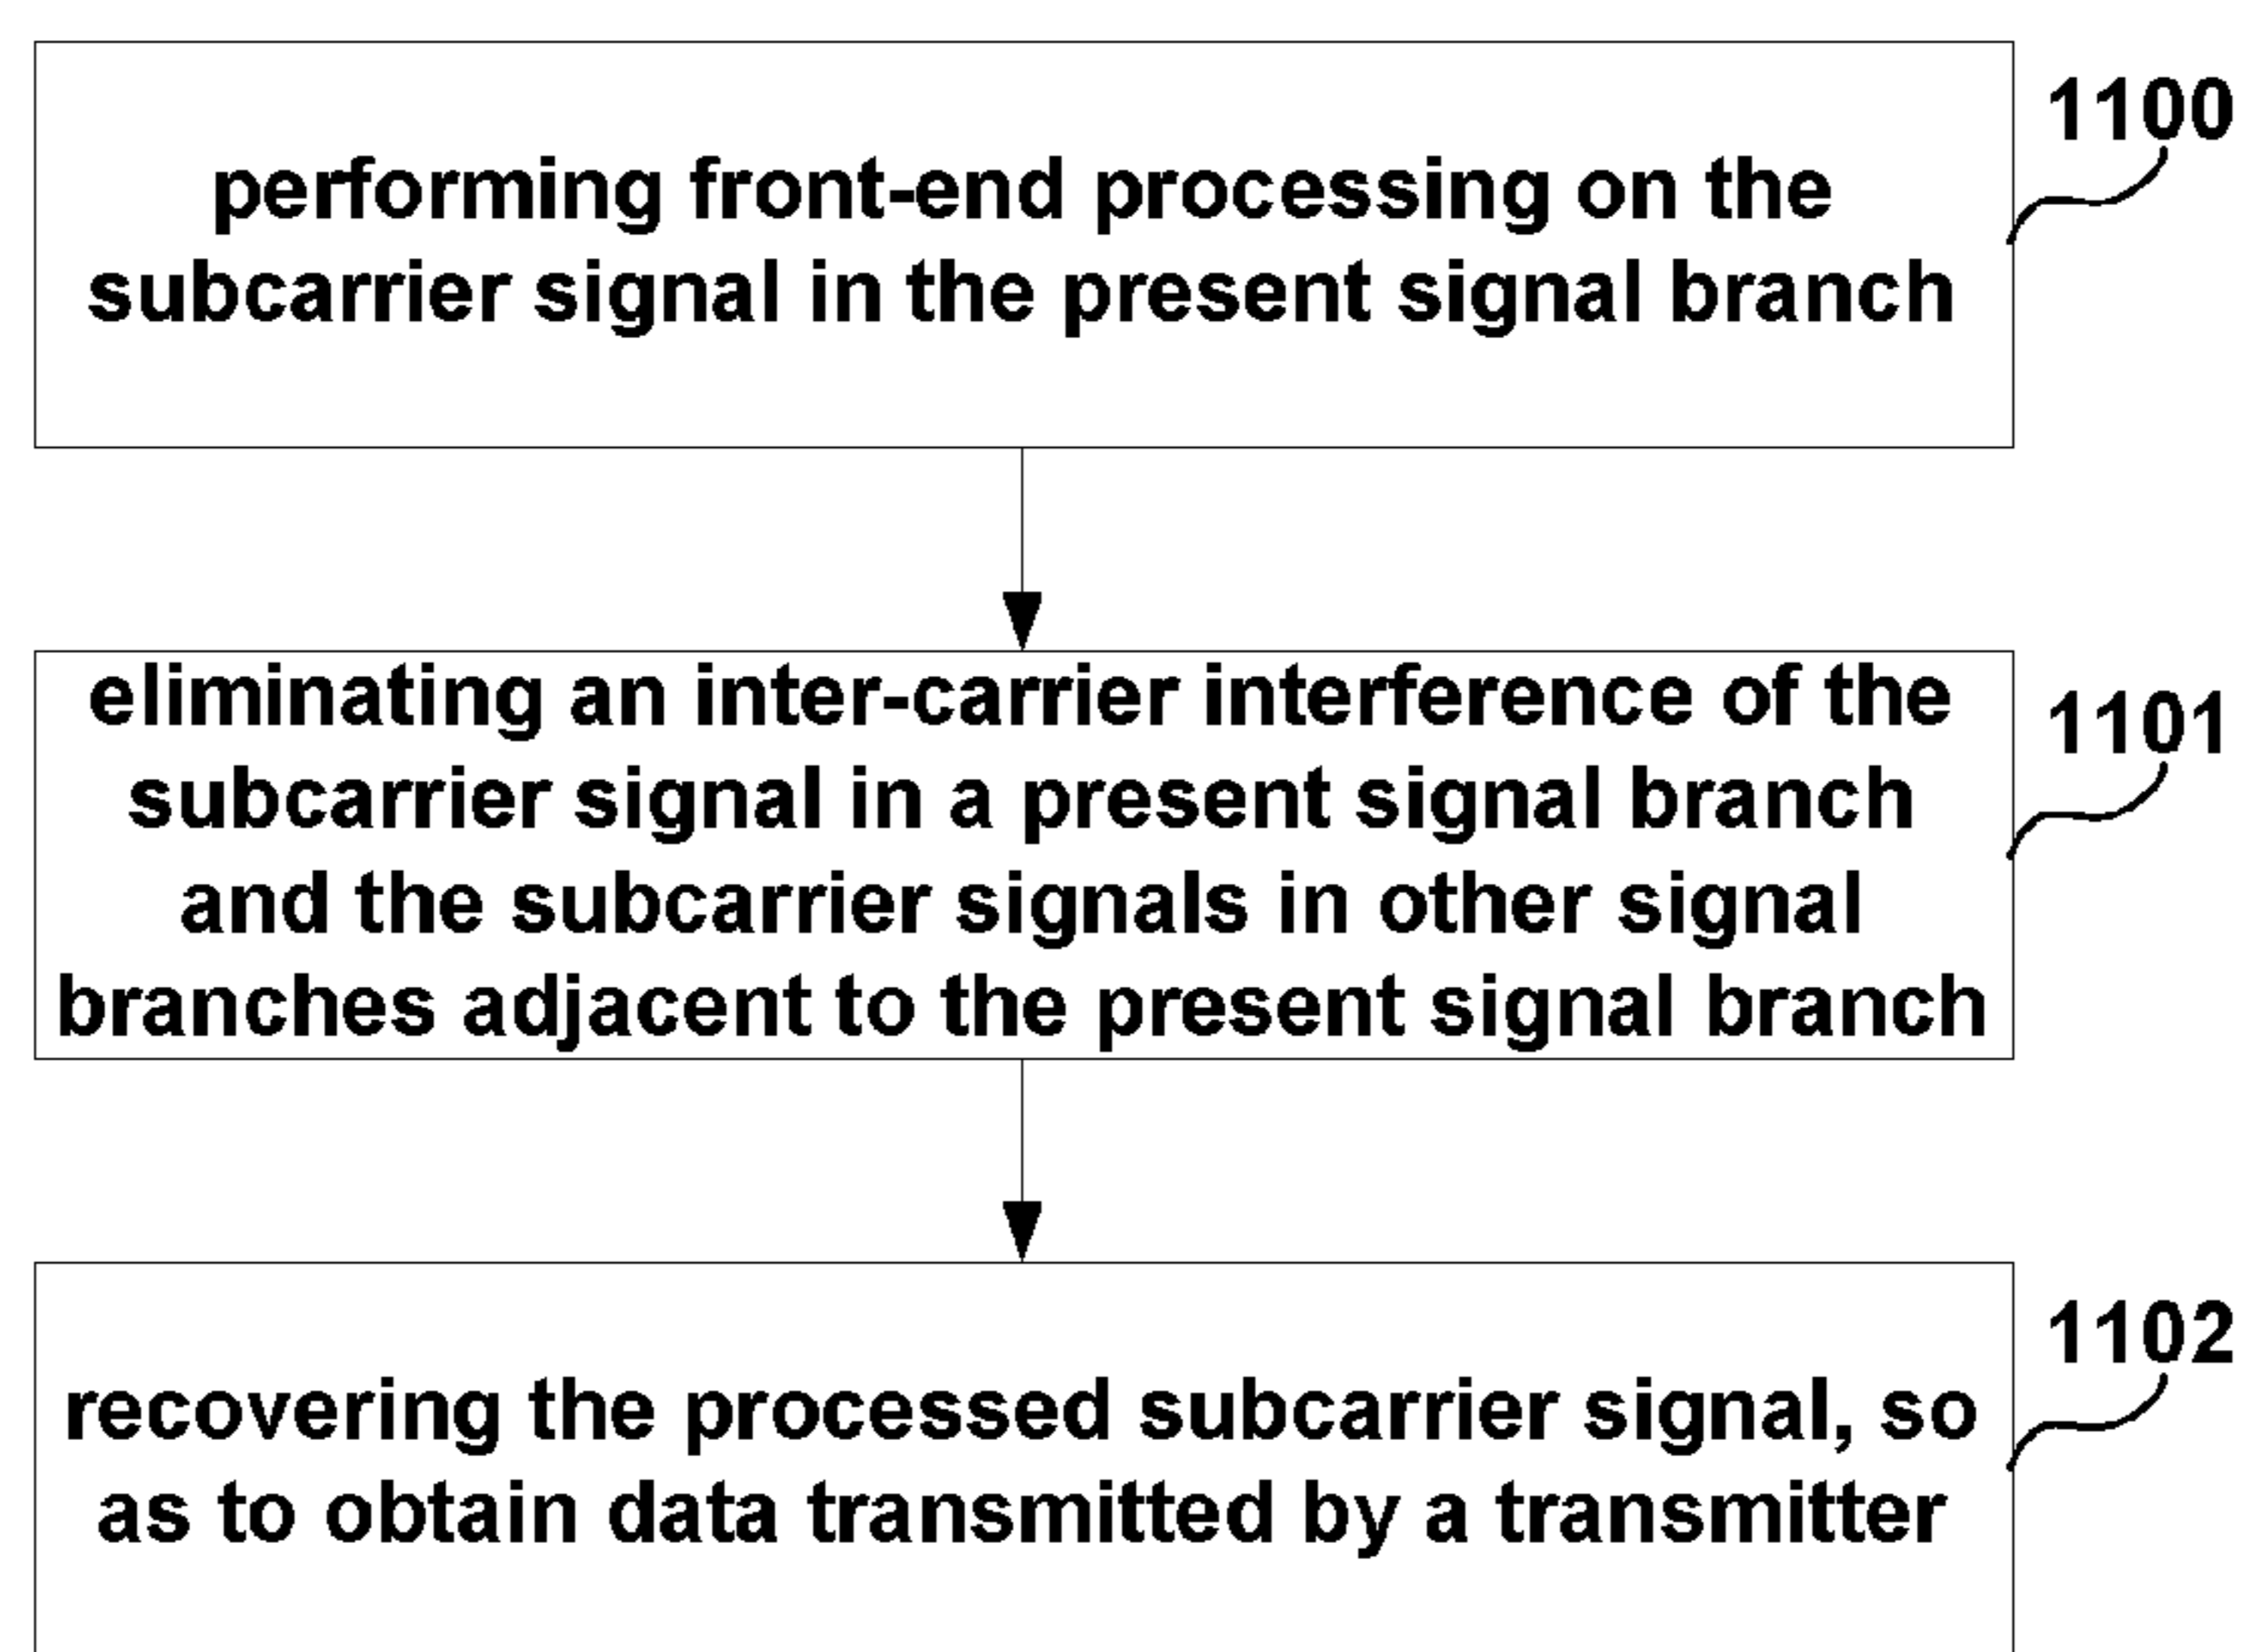 1100
performing front-end processing on the
subcarrier signal in the present signal branch
eliminating an inter-carrier interference of the
1101
subcarrier signal in a present signal branch
and the subcarrier signals in other signal
branches adjacent to the present signal branch
1102
recovering the processed subcarrier signal, so
as to obtain data transmitted by a transmitter